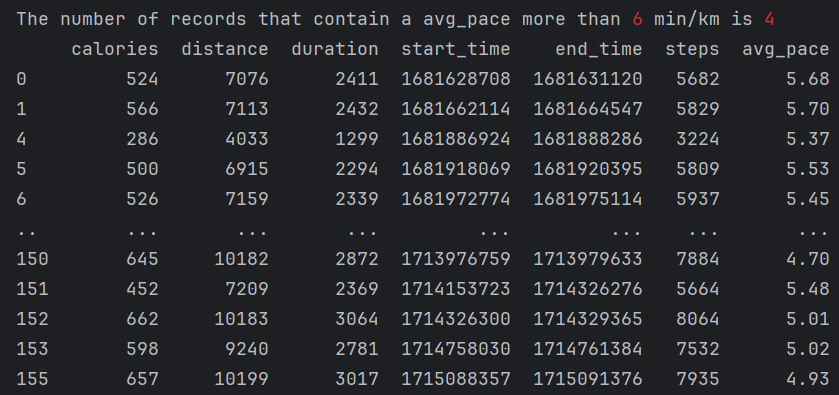 The number of records that contain a avg_pace more than 6 min/km is 4
calories distance duration start_time end_time steps avg_pace
0 524 7076 2411 1681628708 1681631120 5682 5.68
1 566 7113 2432 1681662114 1681664547 5829 5.70
4 286 4033 1299 1681886924 1681888286 3224 5.37
5 500 6915 2294 1681918069 1681920395 5809 5.53
6 526 7159 2339 1681972774 1681975114 5937 5.45
.. ... ... ... ... ... ... ...
150 645 10182 2872 1713976759 1713979633 7884 4.70
151 452 7209 2369 1714153723 1714326276 5664 5.48
152 662 10183 3064 1714326300 1714329365 8064 5.01
153 598 9240 2781 1714758030 1714761384 7532 5.02
155 657 10199 3017 1715088357 1715091376 7935 4.93